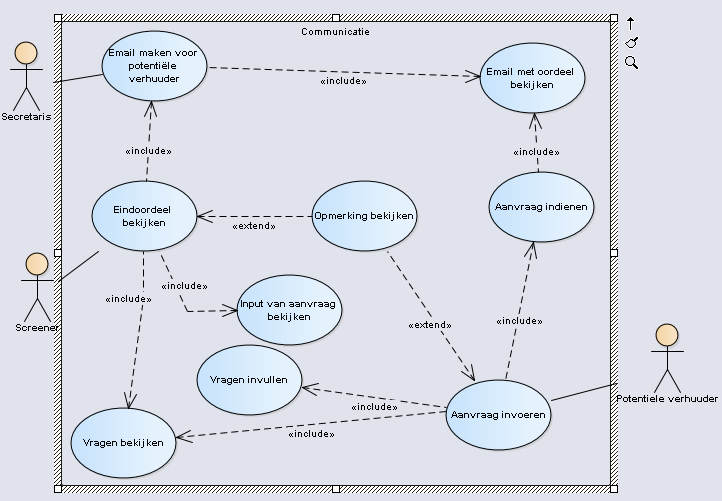 Communicatie
Email maken voor
potentiële
verhuuder
Email met oordeel
bekijken
«include»
Secretaris
«include»
«include»
Eindoordeel
bekijken
Opmerking bekijken
Aanvraag indienen
«extend»
Screener
«include»
«include»
Input van aanvraag
bekijken
«extend»
«include»
Vragen invullen
Potentiele verhuuder
«include»
Aanvraag invoeren
«include»
Vragen bekijken